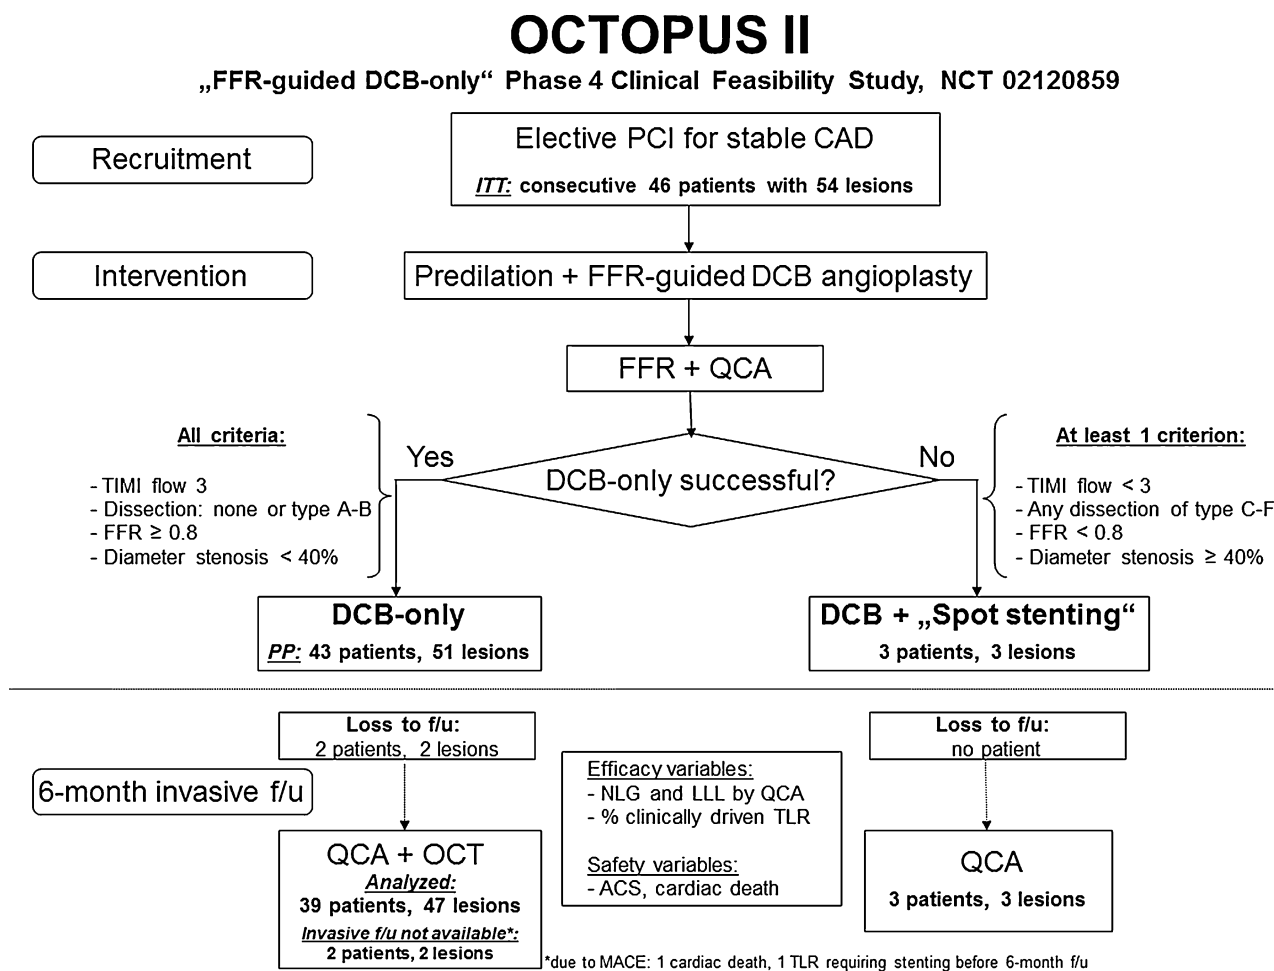 OCTOPUS II
„FFR-guided DCB-only“ Phase 4 Clinical Feasibility Study, NCT 02120859
Recruitment
Elective PCI for stable CAD
ITT: consecutive 46 patients with 54 lesions
Intervention
Predilation + FFR-guided DCB angioplasty
FFR + QCA
All criteria:
- TIMI flow 3
- Dissection: none or type A-B
- FFR ≥ 0.8
- Diameter stenosis < 40%
Yes
DCB-only successful?
No
At least 1 criterion:
- TIMI flow < 3
- Any dissection of type C-F
- FFR < 0.8
- Diameter stenosis ≥ 40%
DCB-only
PP: 43 patients, 51 lesions
DCB + „Spot stenting“
3 patients, 3 lesions
Loss to f/u:
2 patients, 2 lesions
Loss to f/u:
no patient
6-month invasive f/u
Efficacy variables:
- NLG and LLL by QCA
- % clinically driven TLR
Safety variables:
- ACS, cardiac death
QCA + OCT
Analyzed:
39 patients, 47 lesions
Invasive f/u not available*:
2 patients, 2 lesions
QCA
3 patients, 3 lesions
*due to MACE: 1 cardiac death, 1 TLR requiring stenting before 6-month f/u